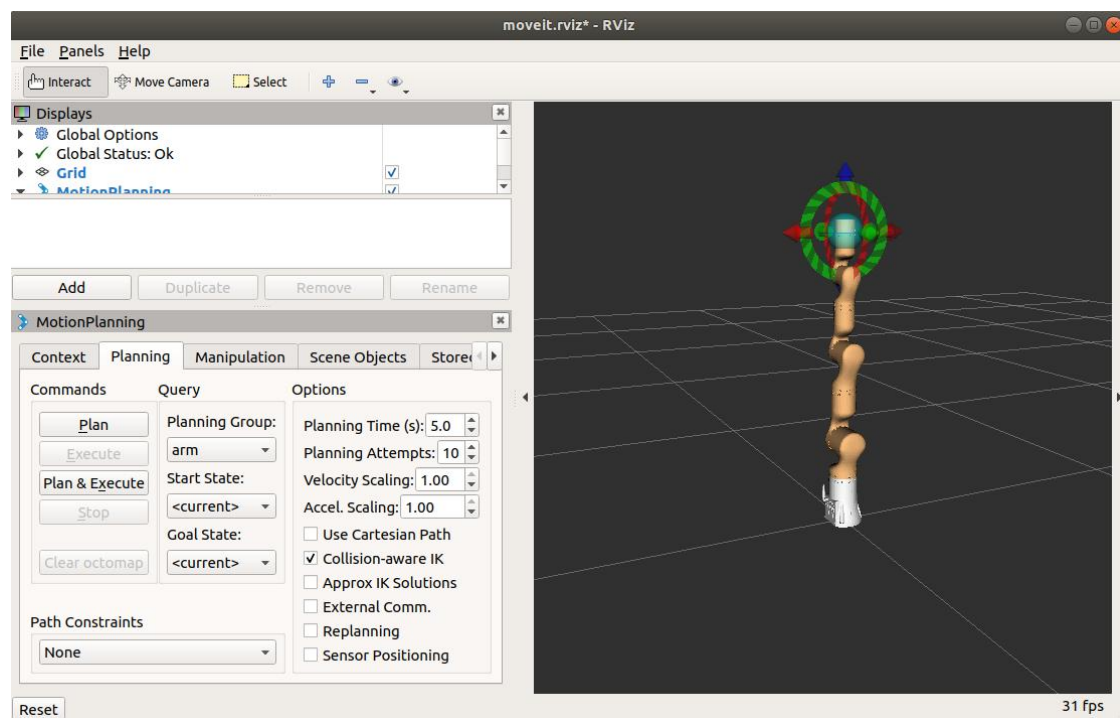 moveit.rviz* - RViz
File Panels Help
Interact Move Camera Select
Displays
Global Options
Global Status: Ok
Grid
MotionPlanning
Add Duplicate Remove Rename
MotionPlanning
Context Planning Manipulation Scene Objects
Commands Query Options
Plan
Execute
Plan & Execute
Stop
Clear octomap
Planning Group:
arm
Start State:
<current>
Goal State:
<current>
Planning Time (s): 5.0
Planning Attempts: 10
Velocity Scaling: 1.00
Accel. Scaling: 1.00
Use Cartesian Path
Collision-aware IK
Approx IK Solutions
External Comm.
Replanning
Sensor Positioning
Path Constraints
None
Reset
31 fps